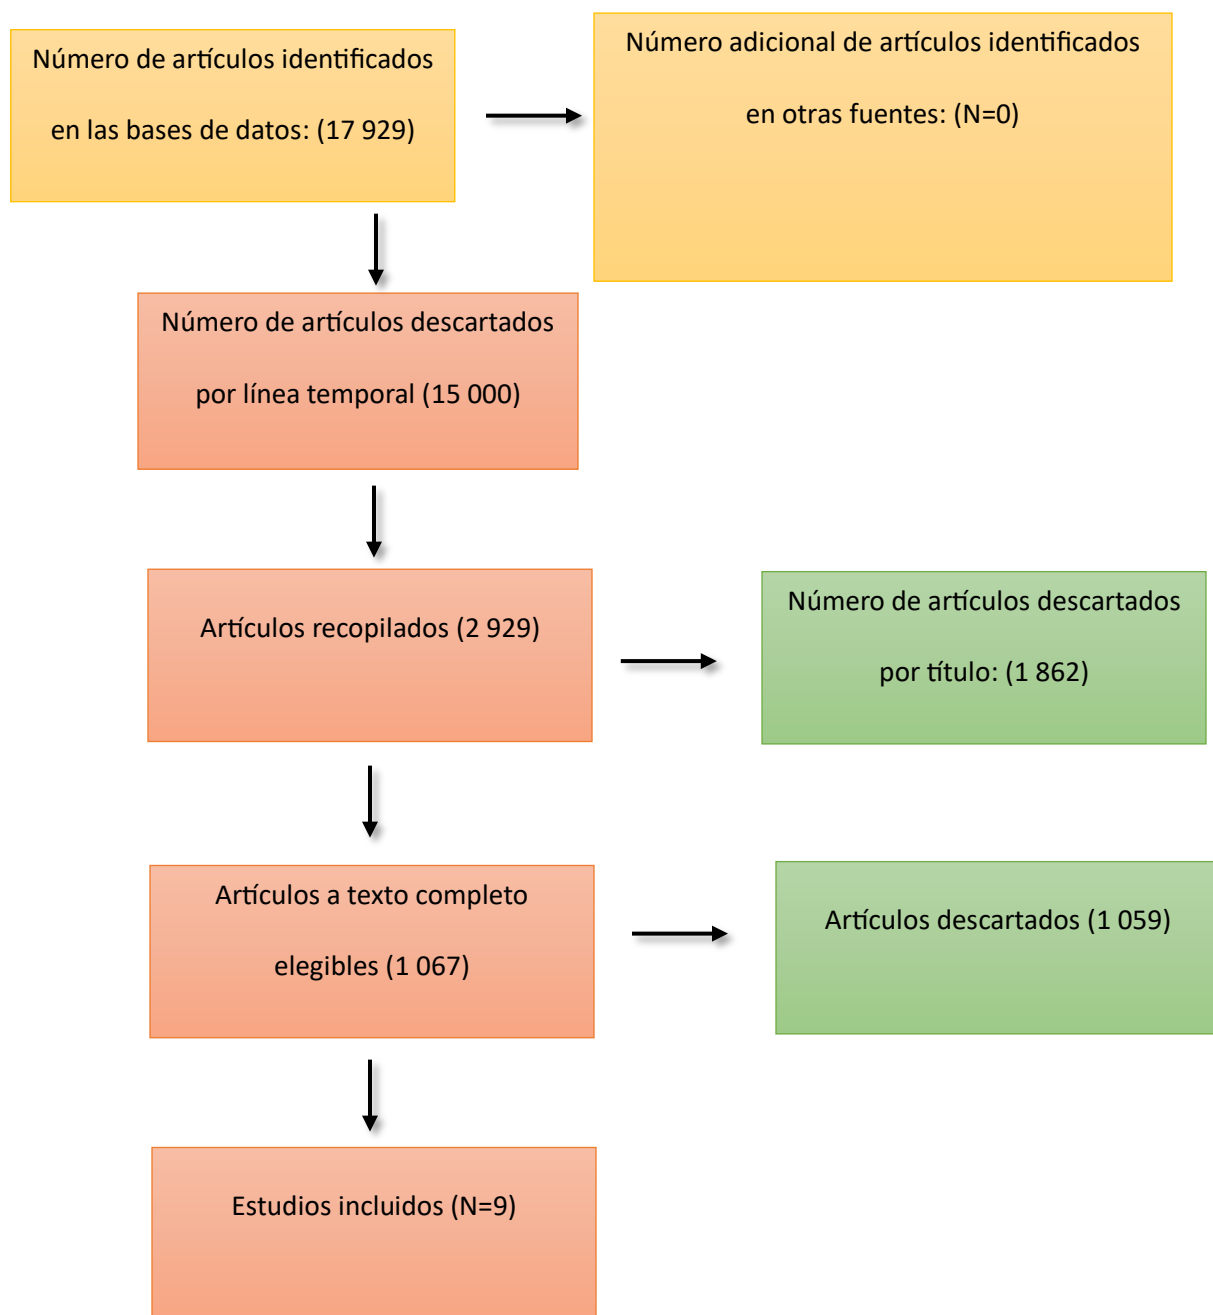 Número de artículos identificados
en las bases de datos: (17 929)
Número adicional de artículos identificados
en otras fuentes: (N=0)
Número de artículos descartados
por línea temporal (15 000)
Artículos recopilados (2 929)
Número de artículos descartados
por título: (1 862)
Artículos a texto completo
elegibles (1 067)
Artículos descartados (1 059)
Estudios incluidos (N=9)